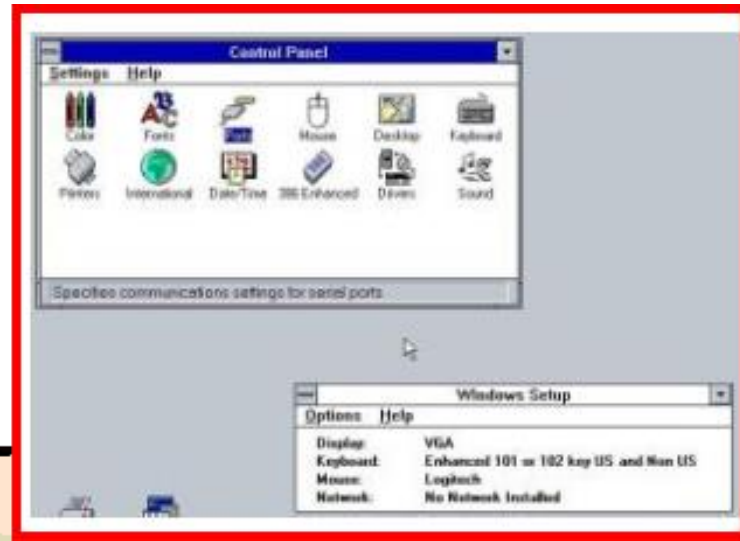 Control Panel
Settings Help
Color Fonts Ports Mouse Desktop Keyboard
Printers International Date/Time 386 Enhanced Drivers Sound
Specifies communications settings for serial ports
Windows Setup
Options Help
Display: VGA
Keyboard: Enhanced 101 or 102 key US and Non US
Mouse: Logitech
Network: No Network Installed